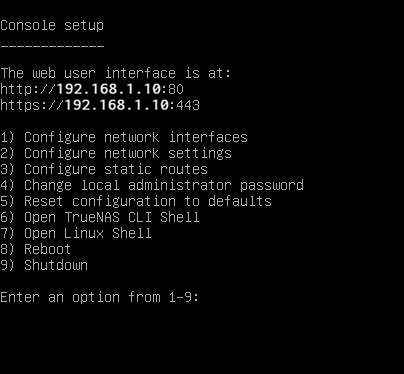 Console setup
-------------
The web user interface is at:
http://192.168.1.10:80
https://192.168.1.10:443
1) Configure network interfaces
2) Configure network settings
3) Configure static routes
4) Change local administrator password
5) Reset configuration to defaults
6) Open TrueNAS CLI Shell
7) Open Linux Shell
8) Reboot
9) Shutdown
Enter an option from 1-9: